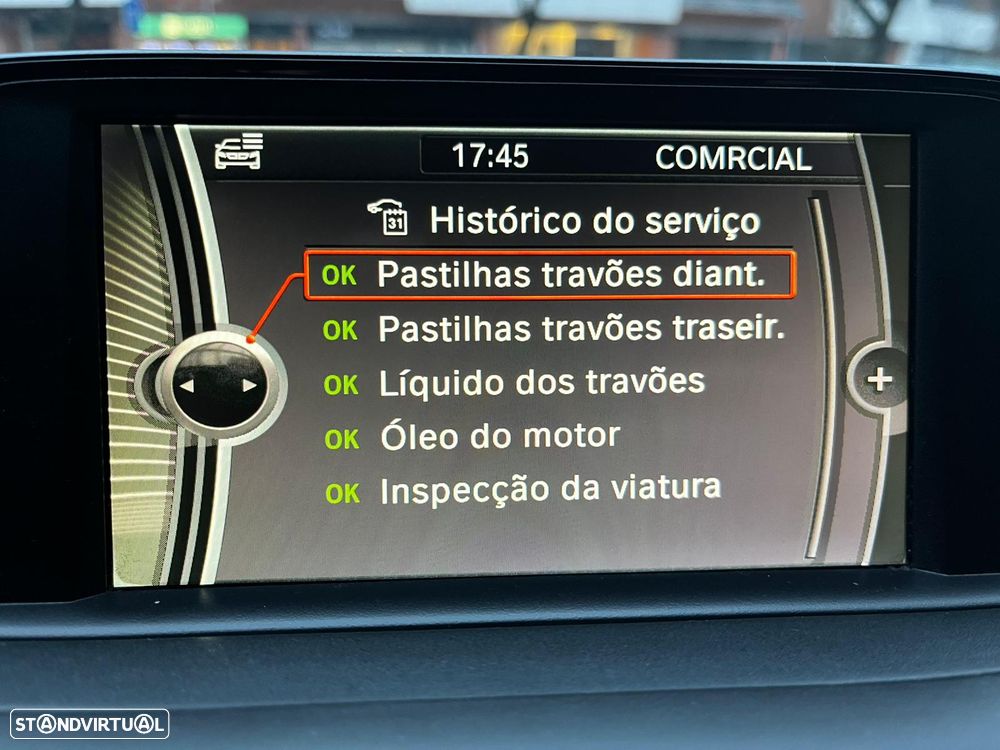 17:45 COMRCIAL
31 Histórico do serviço
OK Pastilhas travões diant.
OK Pastilhas travões traseir.
OK Líquido dos travões
OK Óleo do motor
OK Inspecção da viatura
+
STANDVIRTUAL